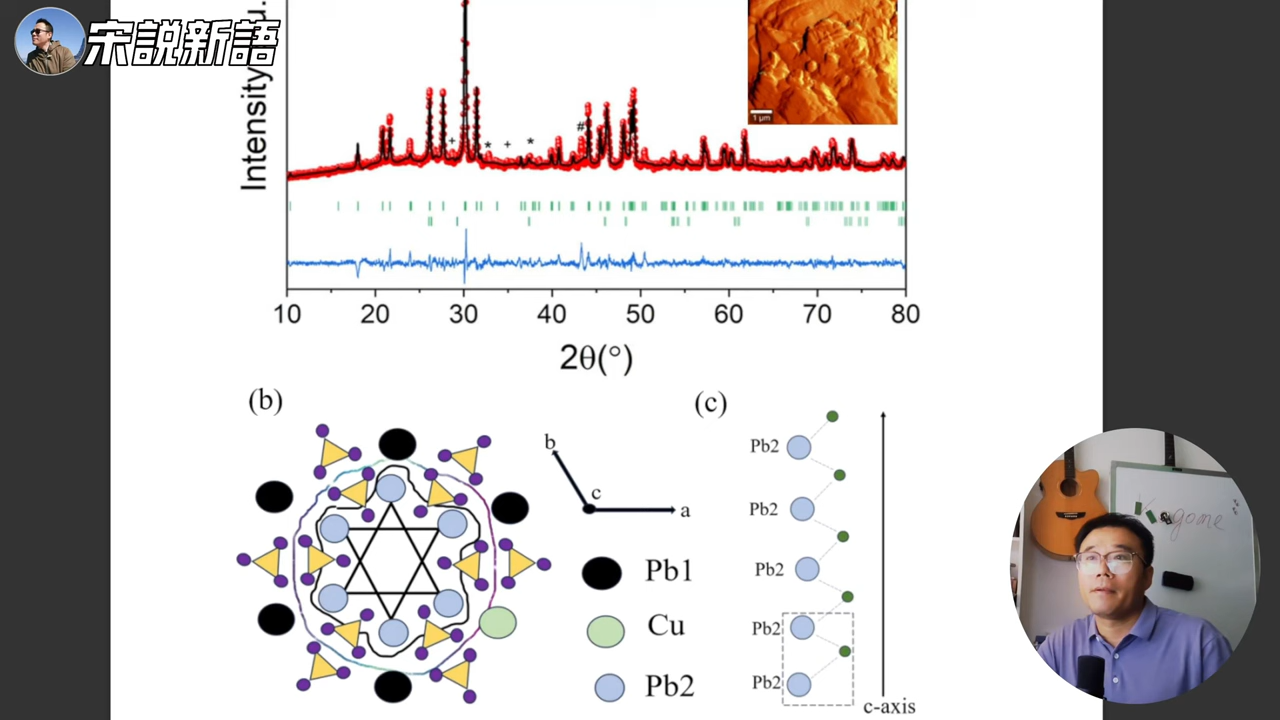 宋説新語
Intensity
1 μm
+
*
+
*
#
10 20 30 40 50 60 70 80
2θ(°)
(b)
(c)
b
c
a
Pb1
Cu
Pb2
Pb2
Pb2
Pb2
Pb2
Pb2
c-axis